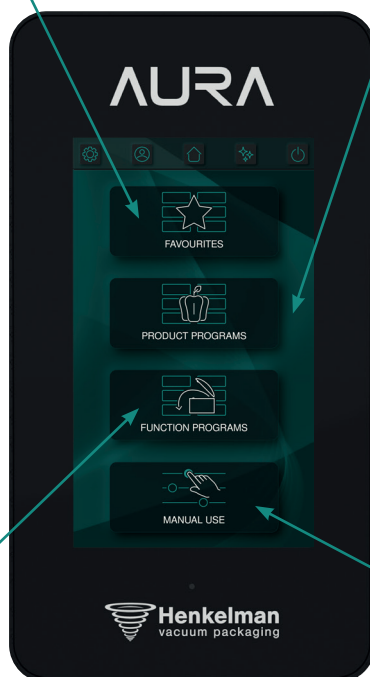 AURA
FAVOURITES
PRODUCT PROGRAMS
FUNCTION PROGRAMS
MANUAL USE
Henkelman
vacuum packaging